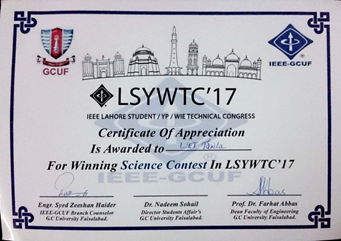 GCUF
IEEE-GCUF
LSYWTC'17
IEEE LAHORE STUDENT / YP / WIE TECHNICAL CONGRESS
Certificate Of Appreciation
Is Awarded to
For Winning Science Contest In LSYWTC'17
IEEE-GCUF
Engr. Syed Zeeshan Haider
IEEE-GCUF Branch Counselor
GC University Faisalabad.
Dr. Nadeem Sohail
Director Students Affair's
GC University Faisalabad.
Prof. Dr. Farhat Abbas
Dean Faculty of Engineering
GC University Faisalabad.